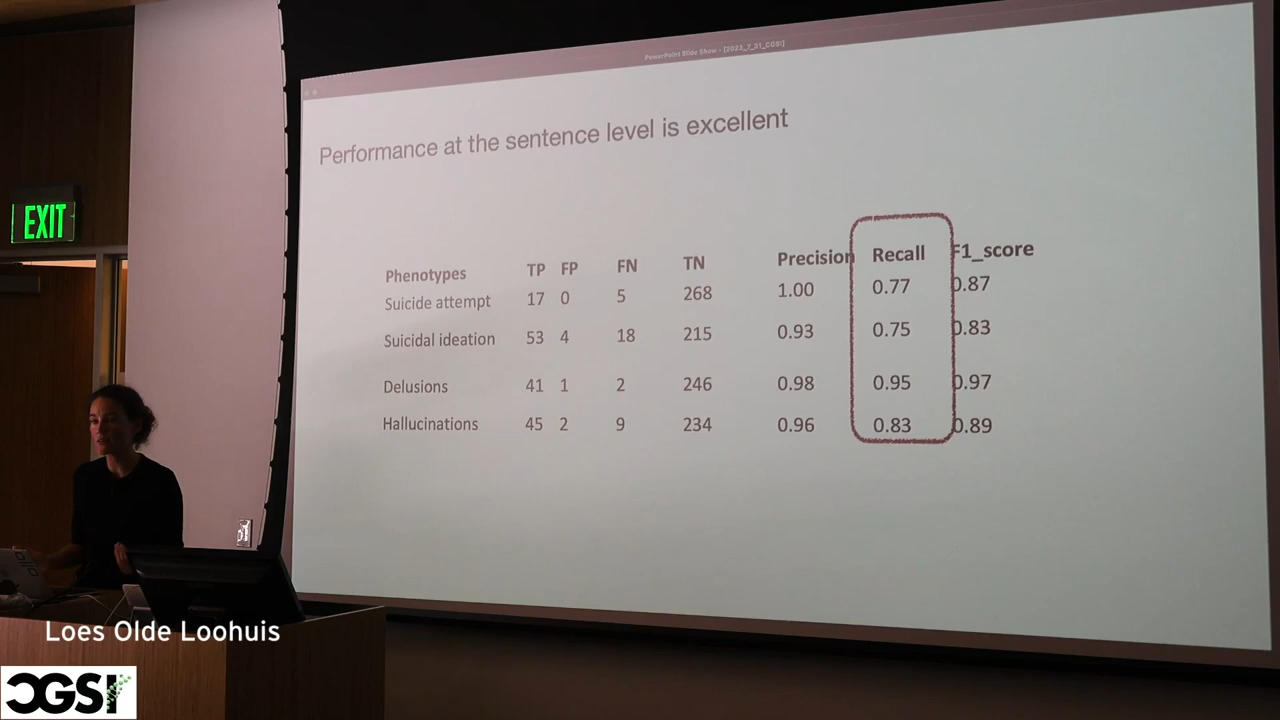 PowerPoint Slide Show - [2023_7_31_CGSI]
Performance at the sentence level is excellent
EXIT
Phenotypes TP FP FN TN Precision Recall F1_score
Suicide attempt 17 0 5 268 1.00 0.77 0.87
Suicidal ideation 53 4 18 215 0.93 0.75 0.83
Delusions 41 1 2 246 0.98 0.95 0.97
Hallucinations 45 2 9 234 0.96 0.83 0.89
Loes Olde Loohuis
CGSI